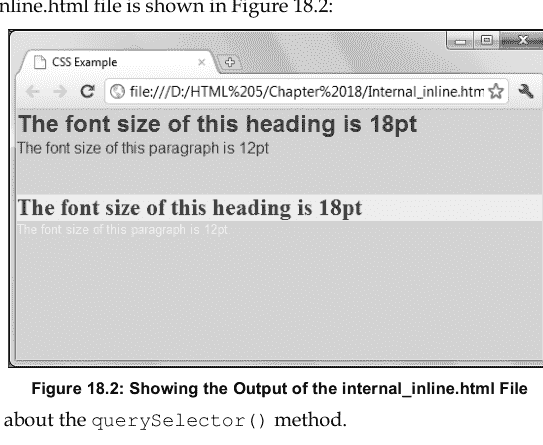 inline.html file is shown in Figure 18.2:
CSS Example
file:///D:/HTML%205/Chapter%2018/Internal_inline.htm
The font size of this heading is 18pt
The font size of this paragraph is 12pt
The font size of this heading is 18pt
The font size of this paragraph is 12pt
Figure 18.2: Showing the Output of the internal_inline.html File
about the querySelector() method.